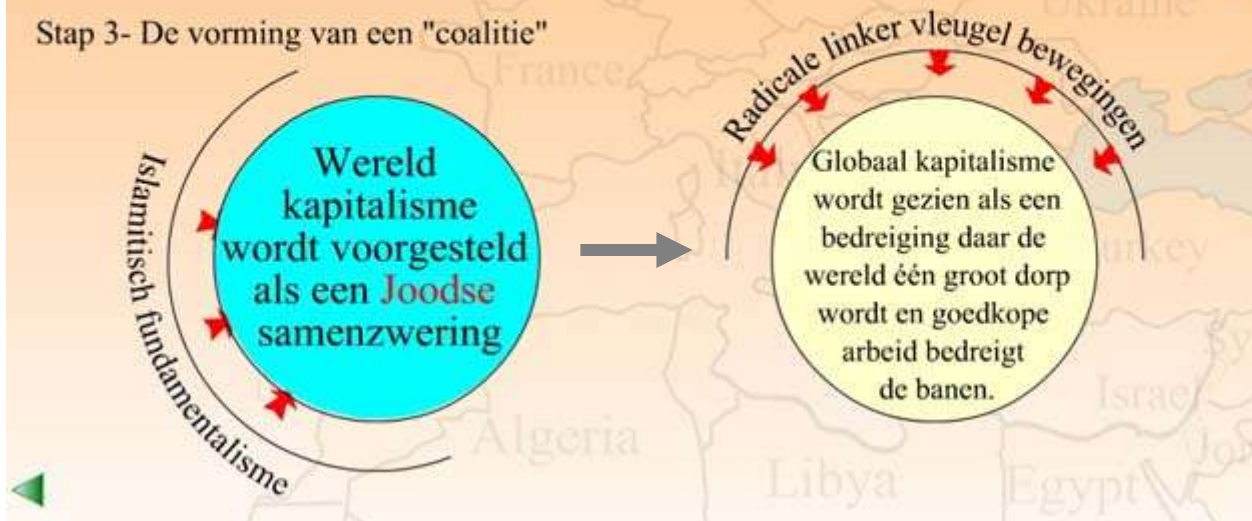 Stap 3- De vorming van een "coalitie"
Islamitisch fundamentalisme
Wereld
kapitalisme
wordt voorgesteld
als een Joodse
samenzwering
Radicale linker vleugel bewegingen
Globaal kapitalisme
wordt gezien als een
bedreiging daar de
wereld één groot dorp
wordt en goedkope
arbeid bedreigt
de banen.
Ukraine
France
Turkey
Israel
Algeria
Libya
Egypt